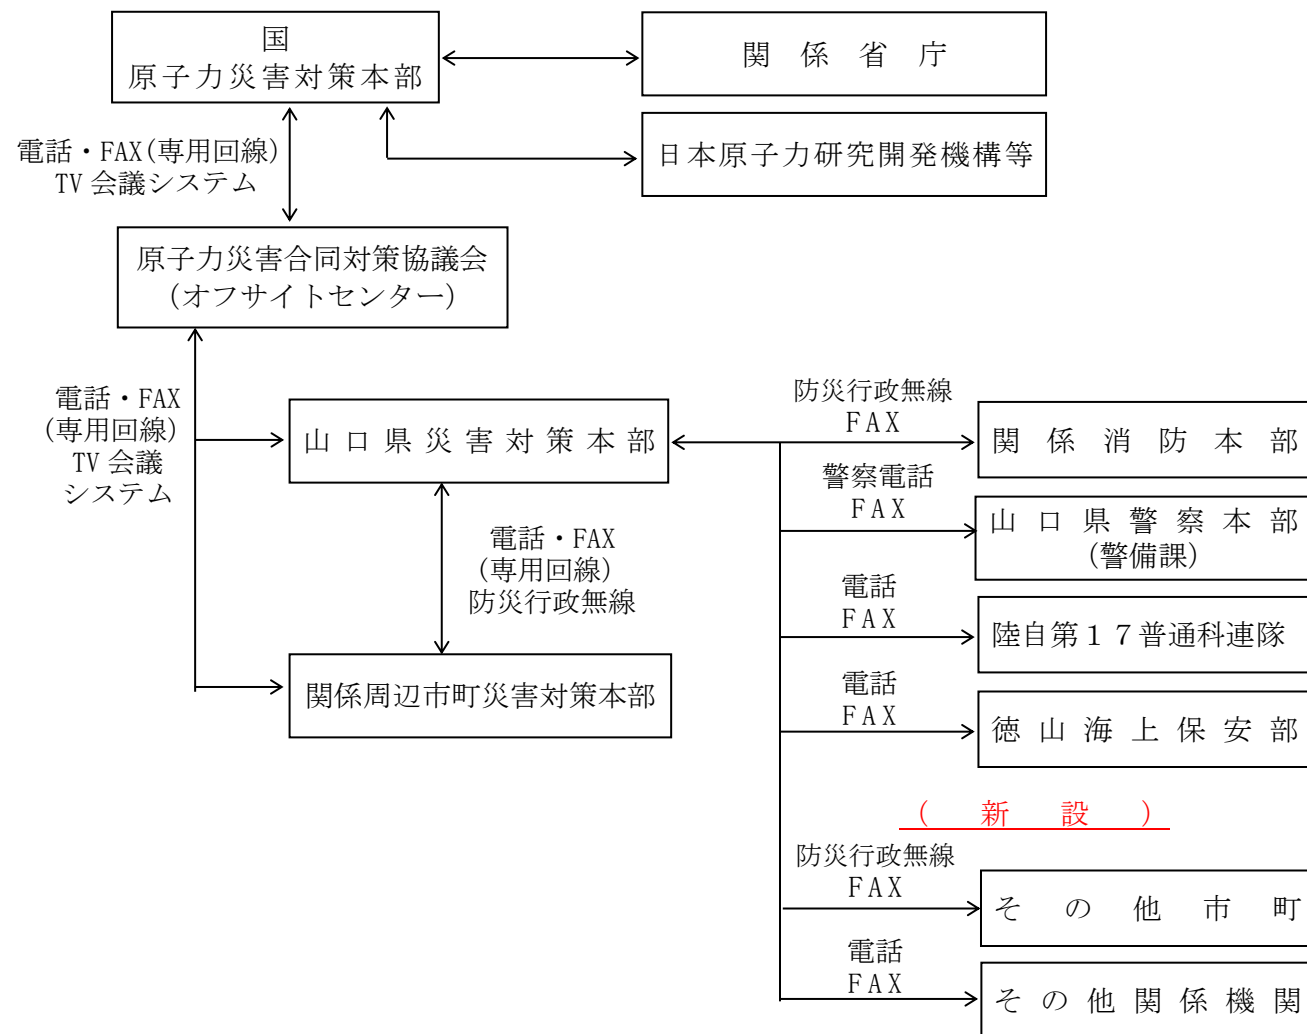 国
原子力災害対策本部
関係省庁
電話・FAX(専用回線)
TV会議システム
日本原子力研究開発機構等
原子力災害合同対策協議会
(オフサイトセンター)
電話・FAX
(専用回線)
TV会議
システム
山口県災害対策本部
電話・FAX
(専用回線)
防災行政無線
関係周辺市町災害対策本部
防災行政無線
FAX
関係消防本部
警察電話
FAX
山口県警察本部
(警備課)
電話
FAX
陸自第17普通科連隊
電話
FAX
徳山海上保安部
(新設)
防災行政無線
FAX
その他市町
電話
FAX
その他関係機関